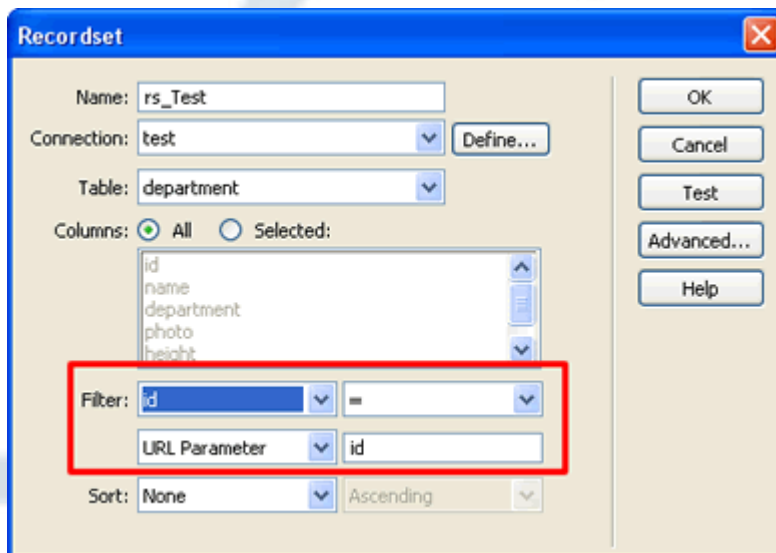 Recordset
Name: rs_Test
OK
Connection: test Define...
Cancel
Table: department
Test
Columns: All Selected:
Advanced...
id
name
department
photo
height
Help
Filter: id =
URL Parameter id
Sort: None Ascending